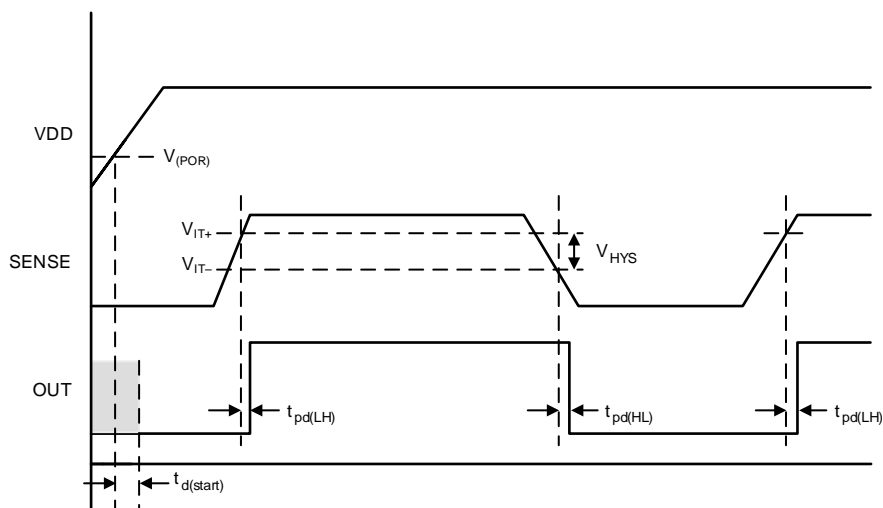 VDD
V(POR)
VIT+
SENSE
VIT–
VHYS
OUT
tpd(LH)
tpd(HL)
tpd(LH)
td(start)